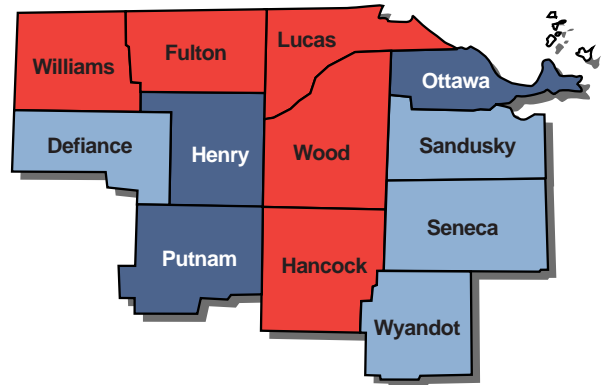 Lucas
Fulton
Williams
Ottawa
Defiance
Henry
Wood
Sandusky
Seneca
Putnam
Hancock
Wyandot